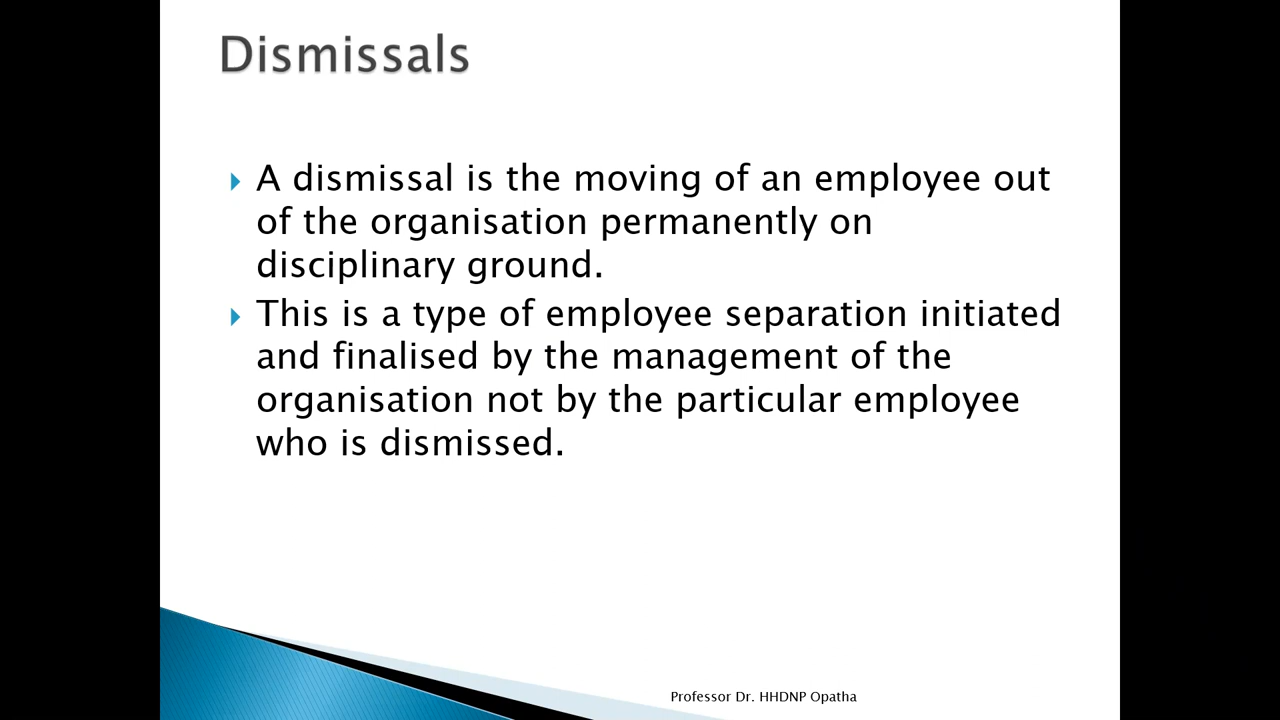 Dismissals
A dismissal is the moving of an employee out
of the organisation permanently on
disciplinary ground.
This is a type of employee separation initiated
and finalised by the management of the
organisation not by the particular employee
who is dismissed.
Professor Dr. HHDNP Opatha